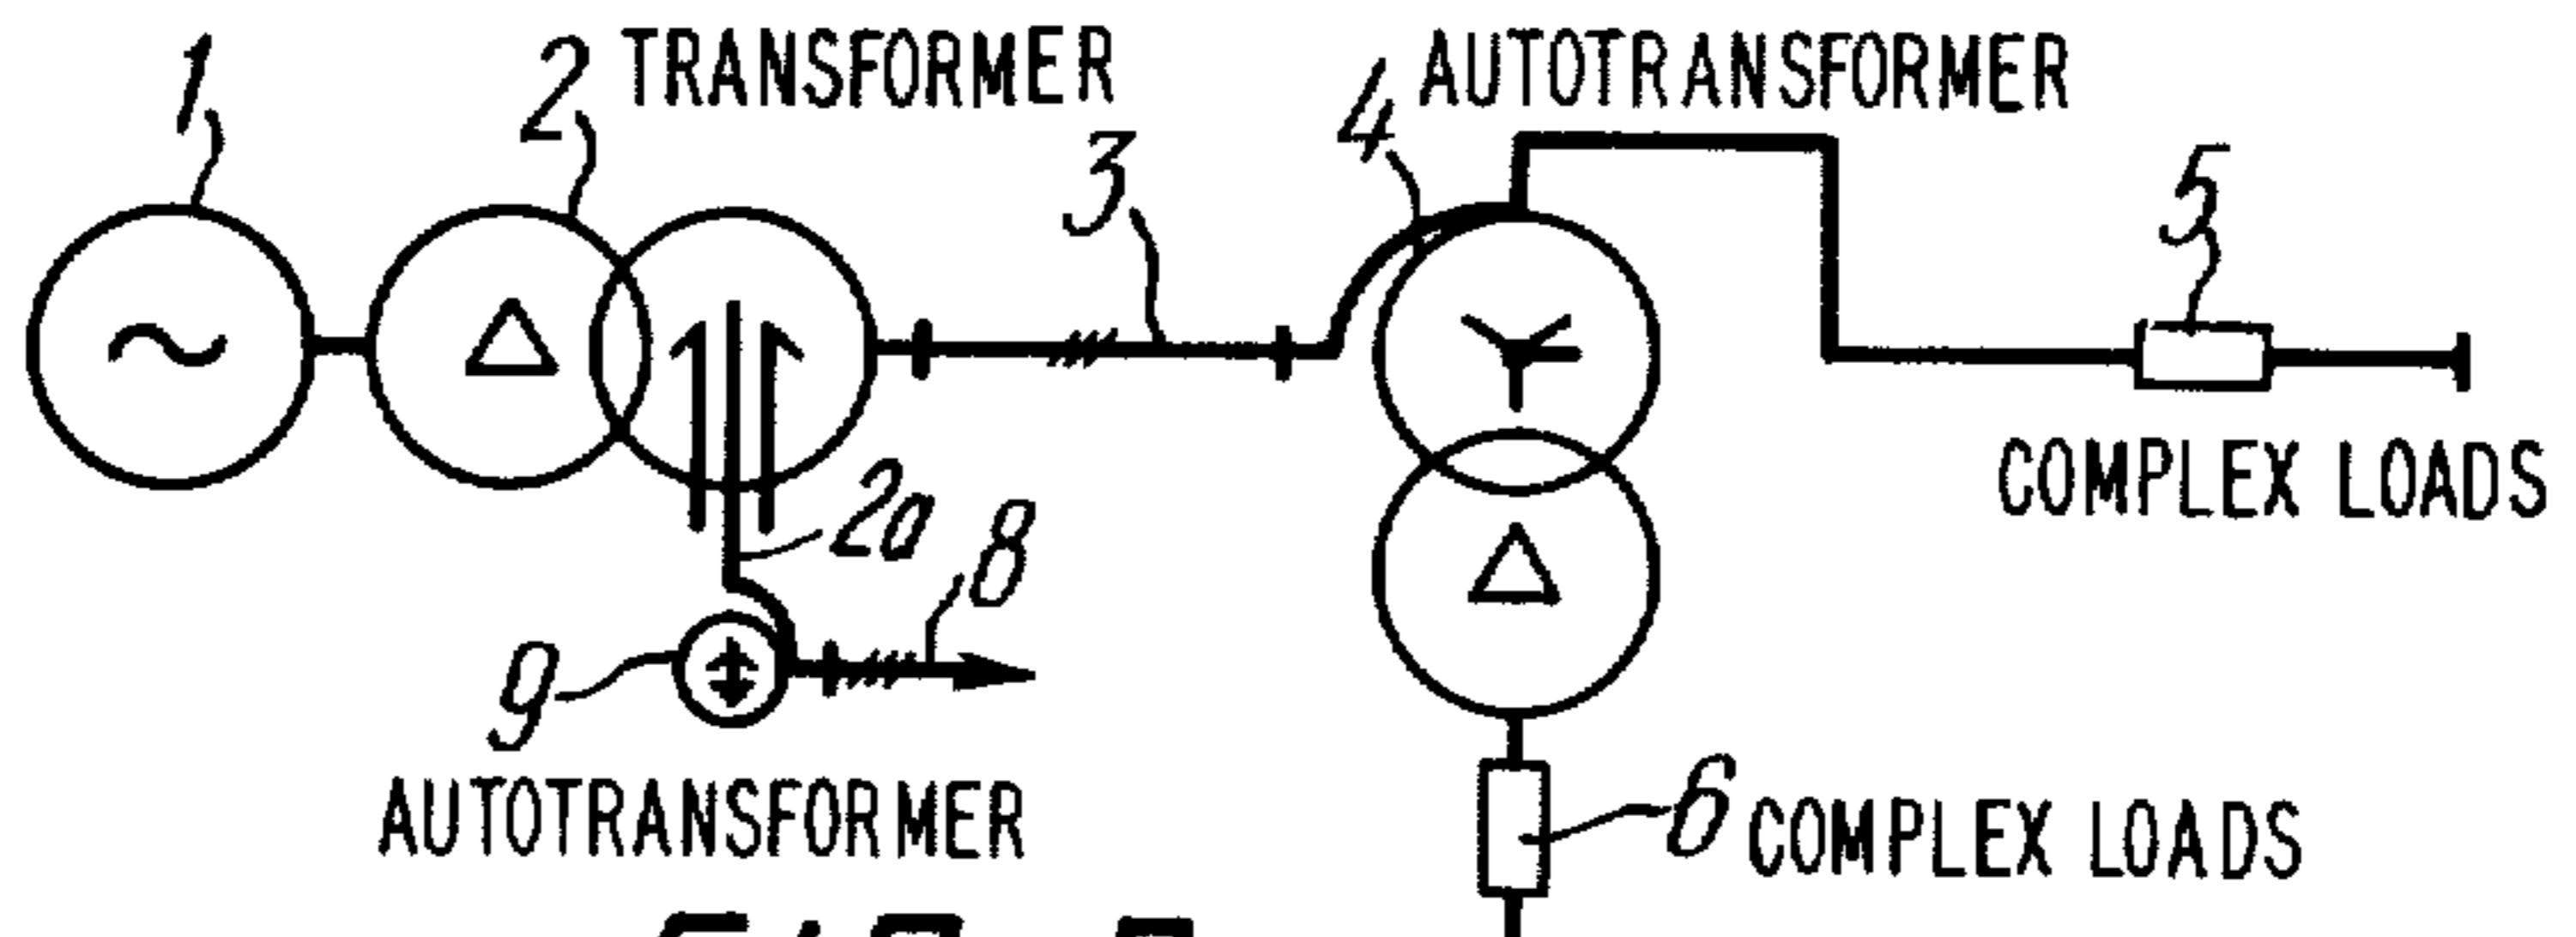 1
2 TRANSFORMER
3
4 AUTOTRANSFORMER
5
COMPLEX LOADS
2a
8
9
AUTOTRANSFORMER
6 COMPLEX LOADS